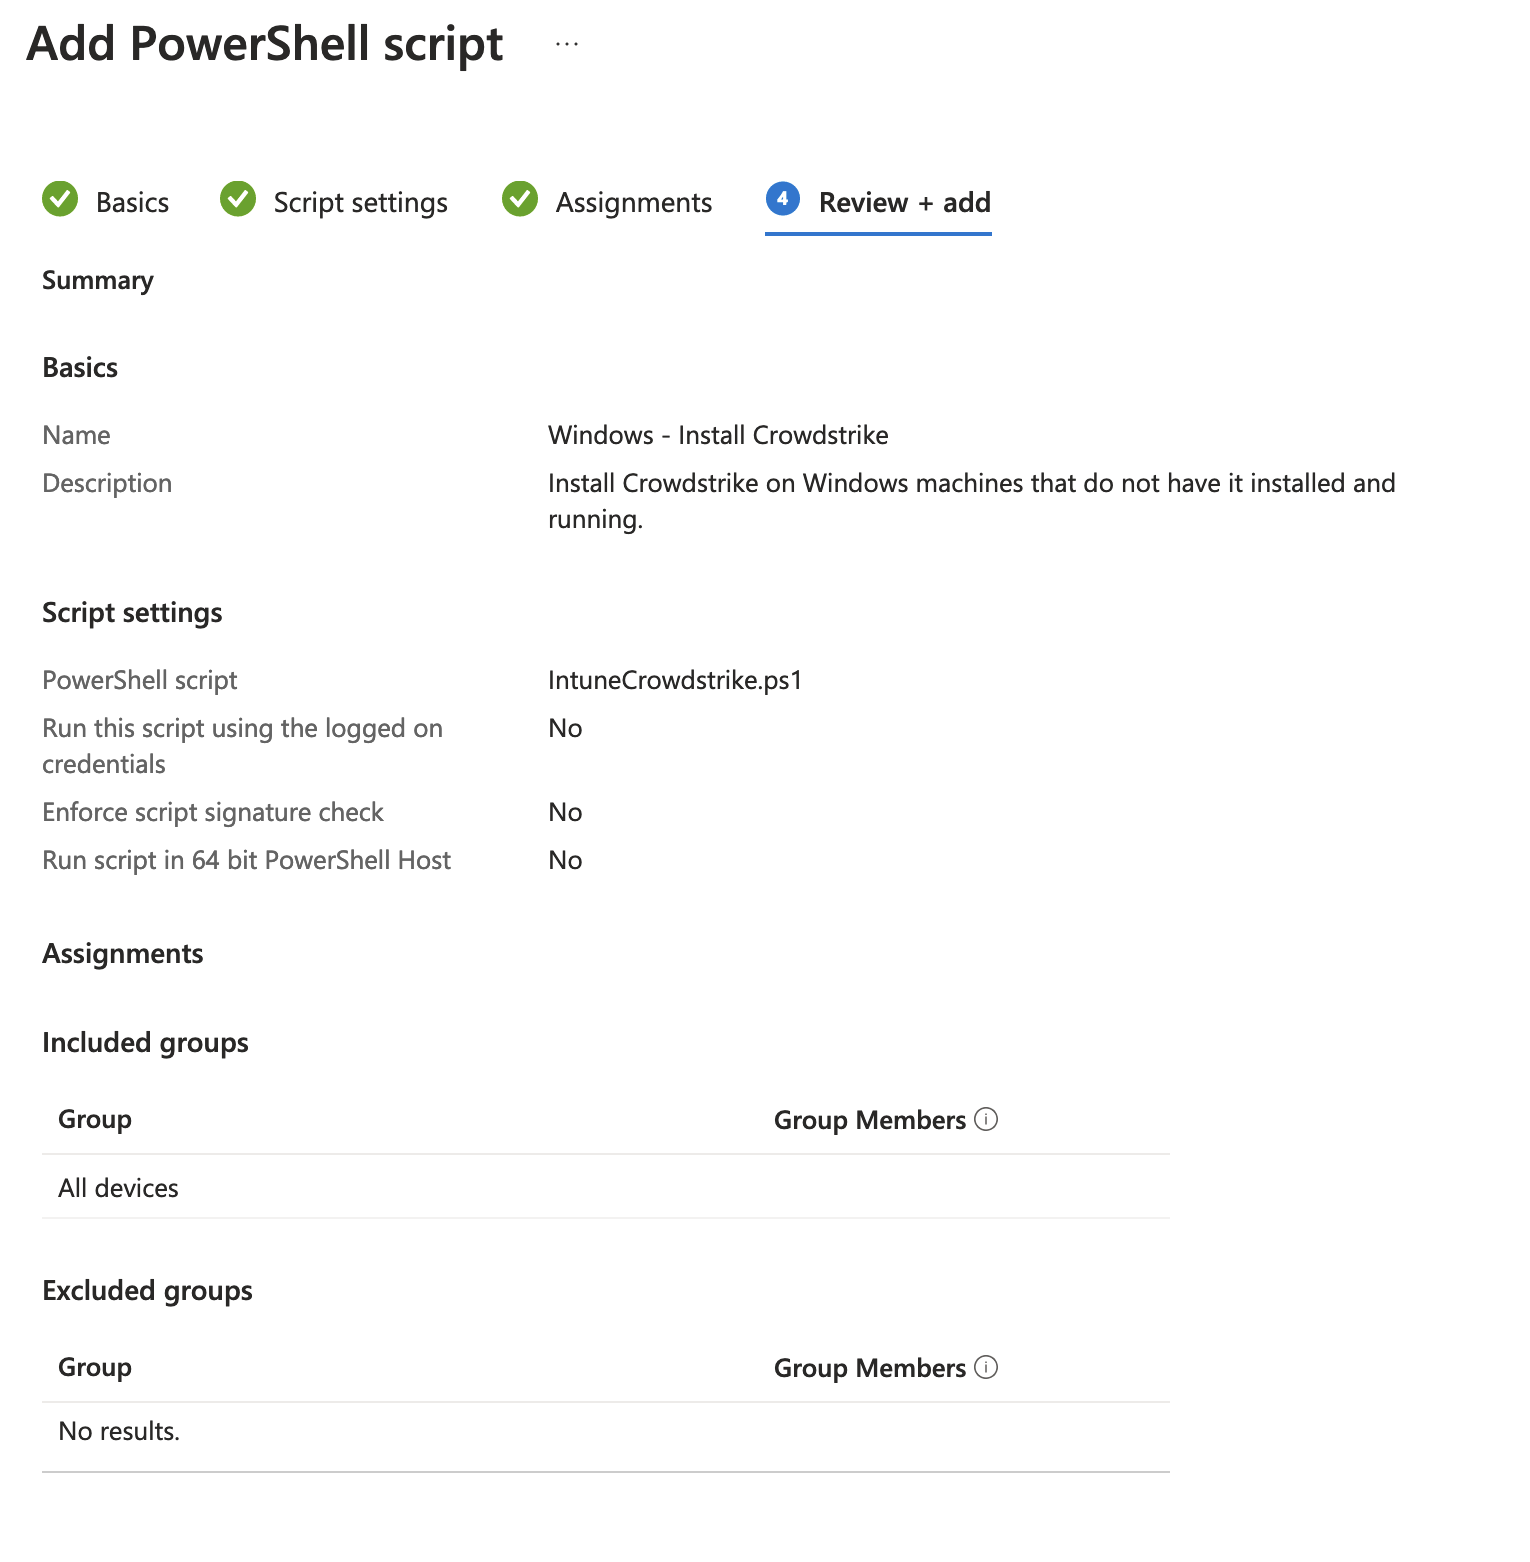 Add PowerShell script ...
Basics
Script settings
Assignments
4 Review + add
Summary
Basics
Name
Windows - Install Crowdstrike
Description
Install Crowdstrike on Windows machines that do not have it installed and
running.
Script settings
PowerShell script
IntuneCrowdstrike.ps1
Run this script using the logged on
credentials
No
Enforce script signature check
No
Run script in 64 bit PowerShell Host
No
Assignments
Included groups
Group
Group Members
All devices
Excluded groups
Group
Group Members
No results.